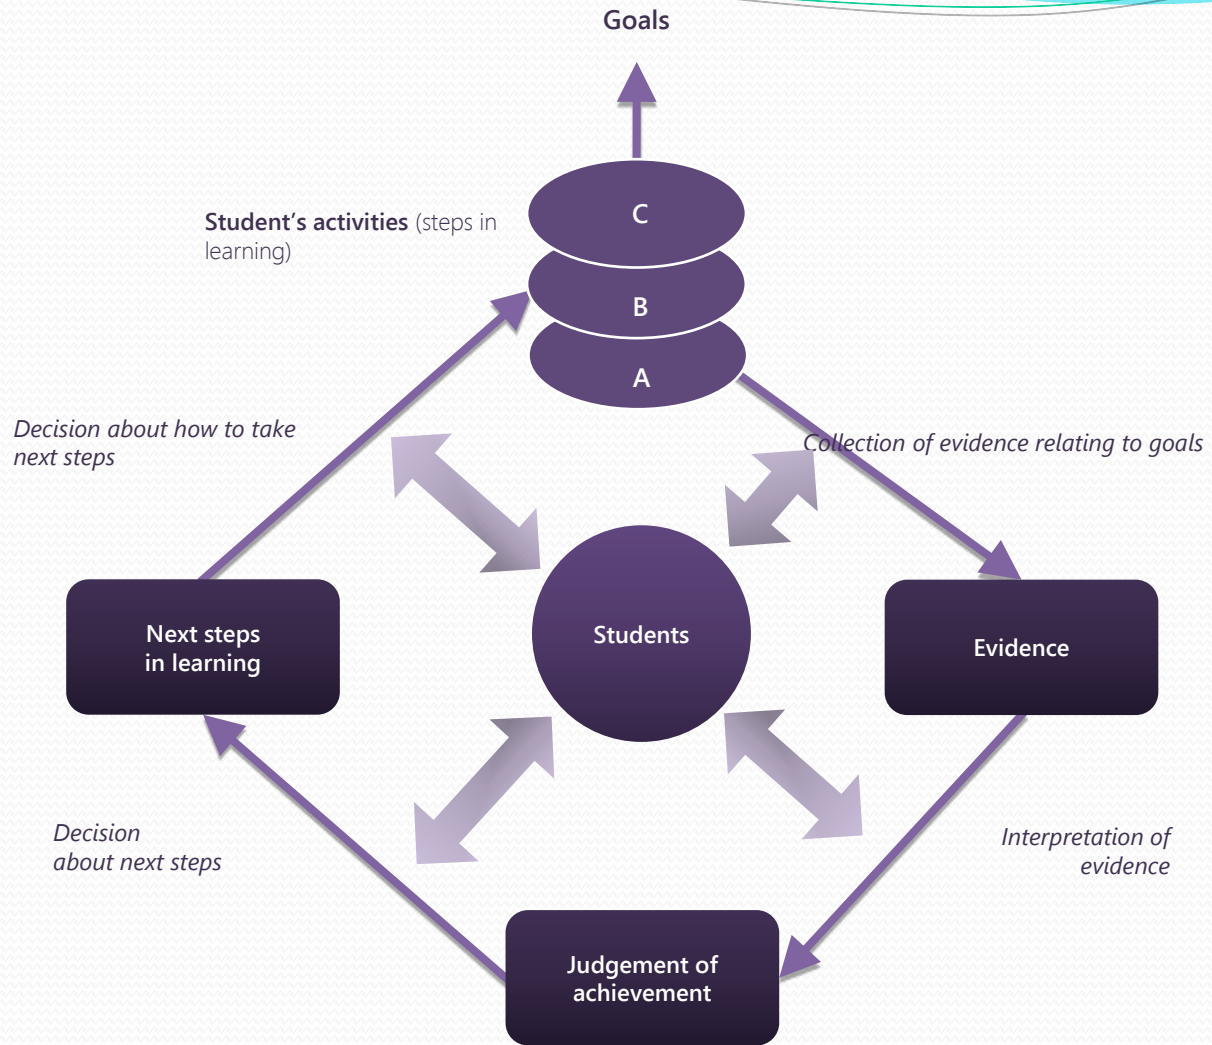 Goals
C
Student’s activities (steps in
learning)
B
A
Decision about how to take
next steps
Collection of evidence relating to goals
Next steps
in learning
Students
Evidence
Decision
about next steps
Interpretation of
evidence
Judgement of
achievement